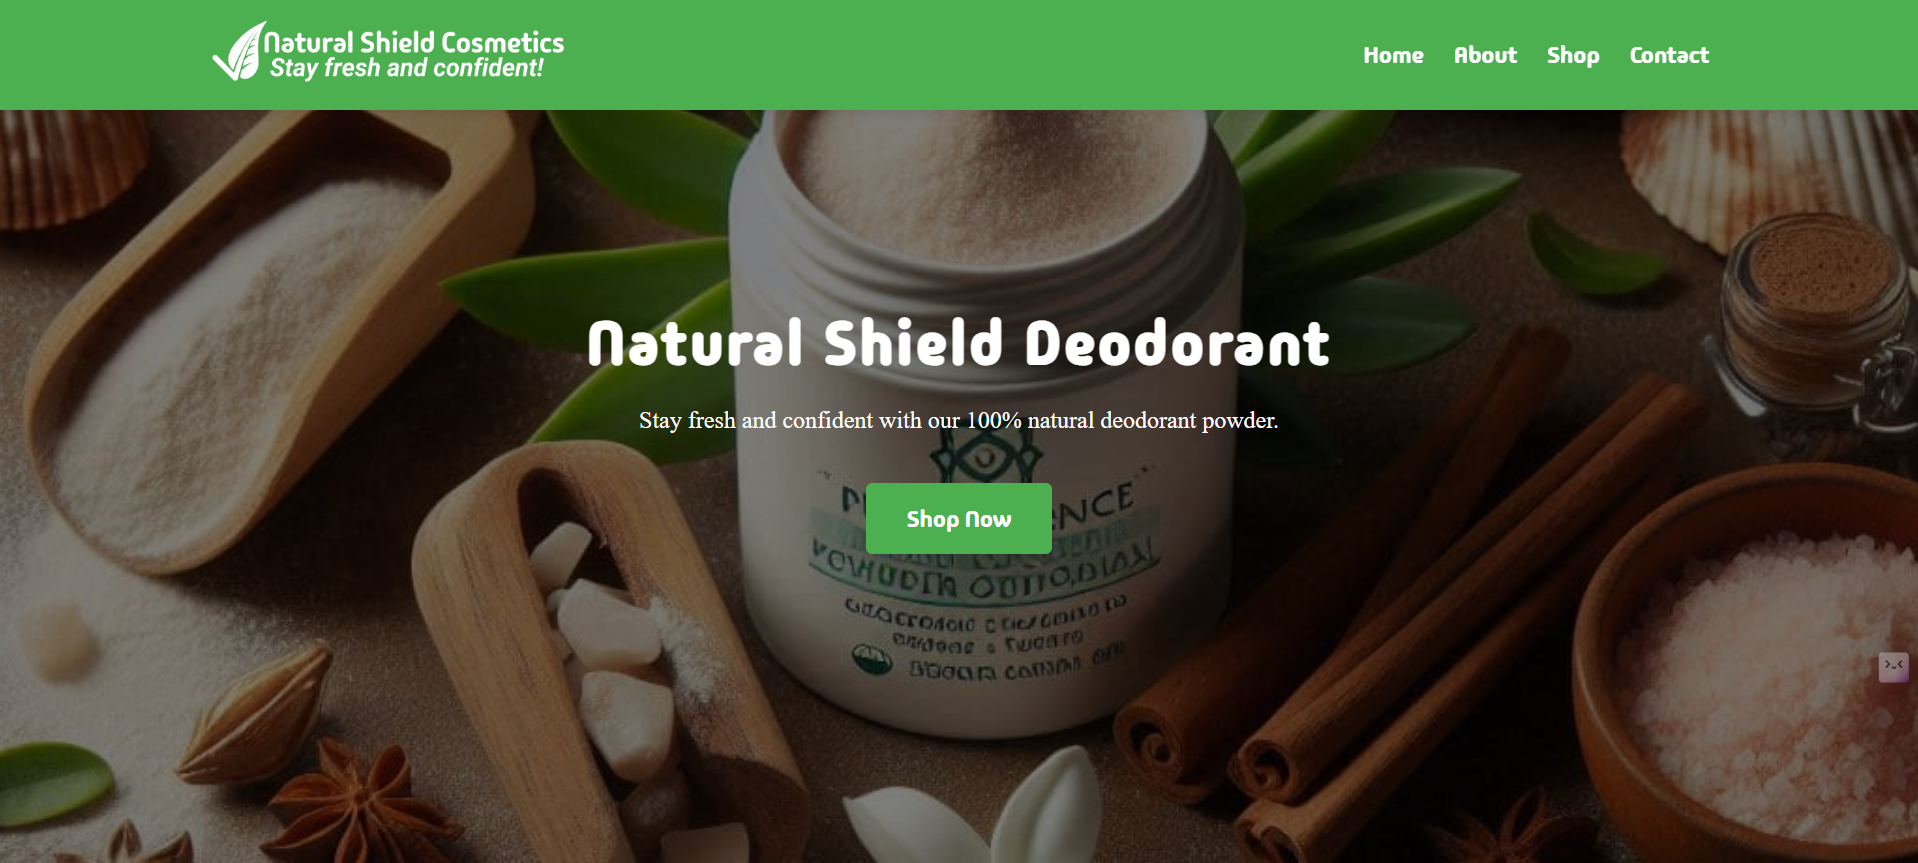 Natural Shield Cosmetics
Stay fresh and confident!
Home About Shop Contact
Natural Shield Deodorant
Stay fresh and confident with our 100% natural deodorant powder.
Shop Now